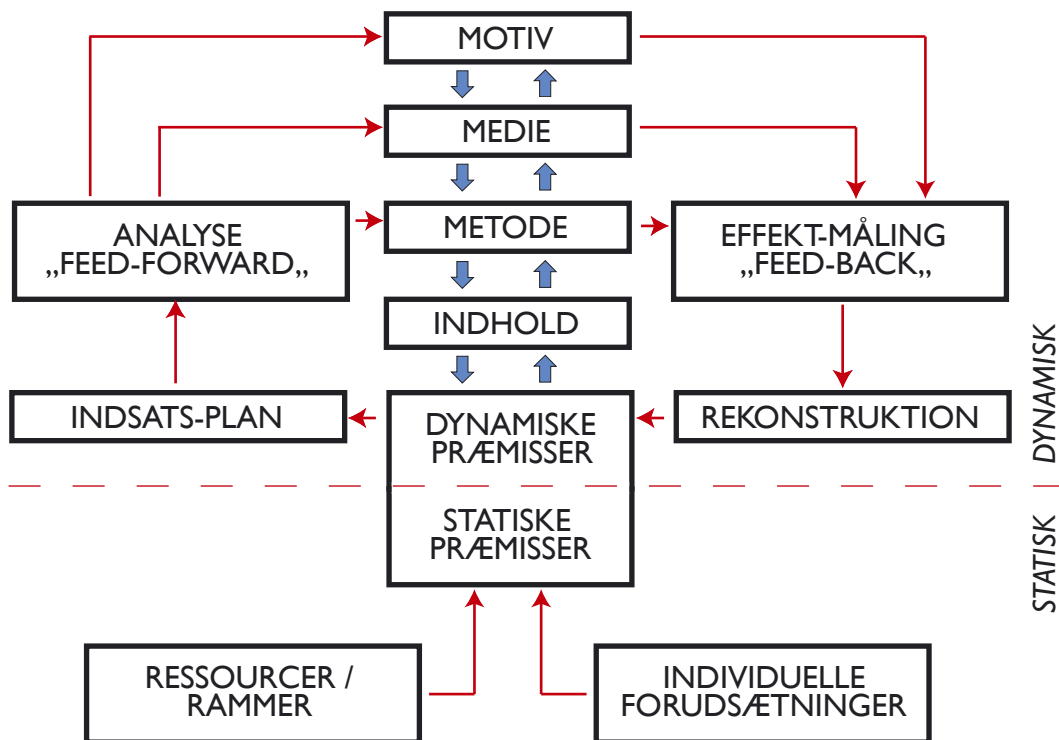 MOTIV
MEDIE
ANALYSE
„FEED-FORWARD„
METODE
EFFEKT-MÅLING
„FEED-BACK„
INDHOLD
INDSATS-PLAN
DYNAMISKE
PRÆMISSER
REKONSTRUKTION
DYNAMISK
STATISKE
PRÆMISSER
STATISK
RESSOURCER /
RAMMER
INDIVIDUELLE
FORUDSÆTNINGER